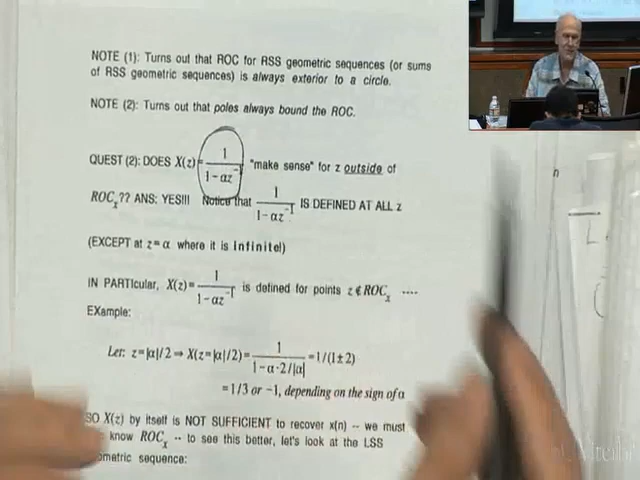 NOTE (1): Turns out that ROC for RSS geometric sequences (or sums
of RSS geometric sequences) is always exterior to a circle.
NOTE (2): Turns out that poles always bound the ROC.
QUEST (2): DOES X(z)= 1/(1-αz⁻¹) "make sense" for z outside of
ROCₓ?? ANS: YES!!! Notice that 1/(1-αz⁻¹) IS DEFINED AT ALL z
(EXCEPT at z=α where it is infinite!)
IN PARTIcular, X(z)= 1/(1-αz⁻¹) is defined for points z∉ROCₓ ....
EXample:
Let: z=|α|/2 ⇒ X(z=|α|/2)= 1/(1-α·2/|α|) =1/(1±2)
=1/3 or -1, depending on the sign of α
SO X(z) by itself is NOT SUFFICIENT to recover x(n) -- we must
know ROCₓ -- to see this better, let's look at the LSS
sequence: